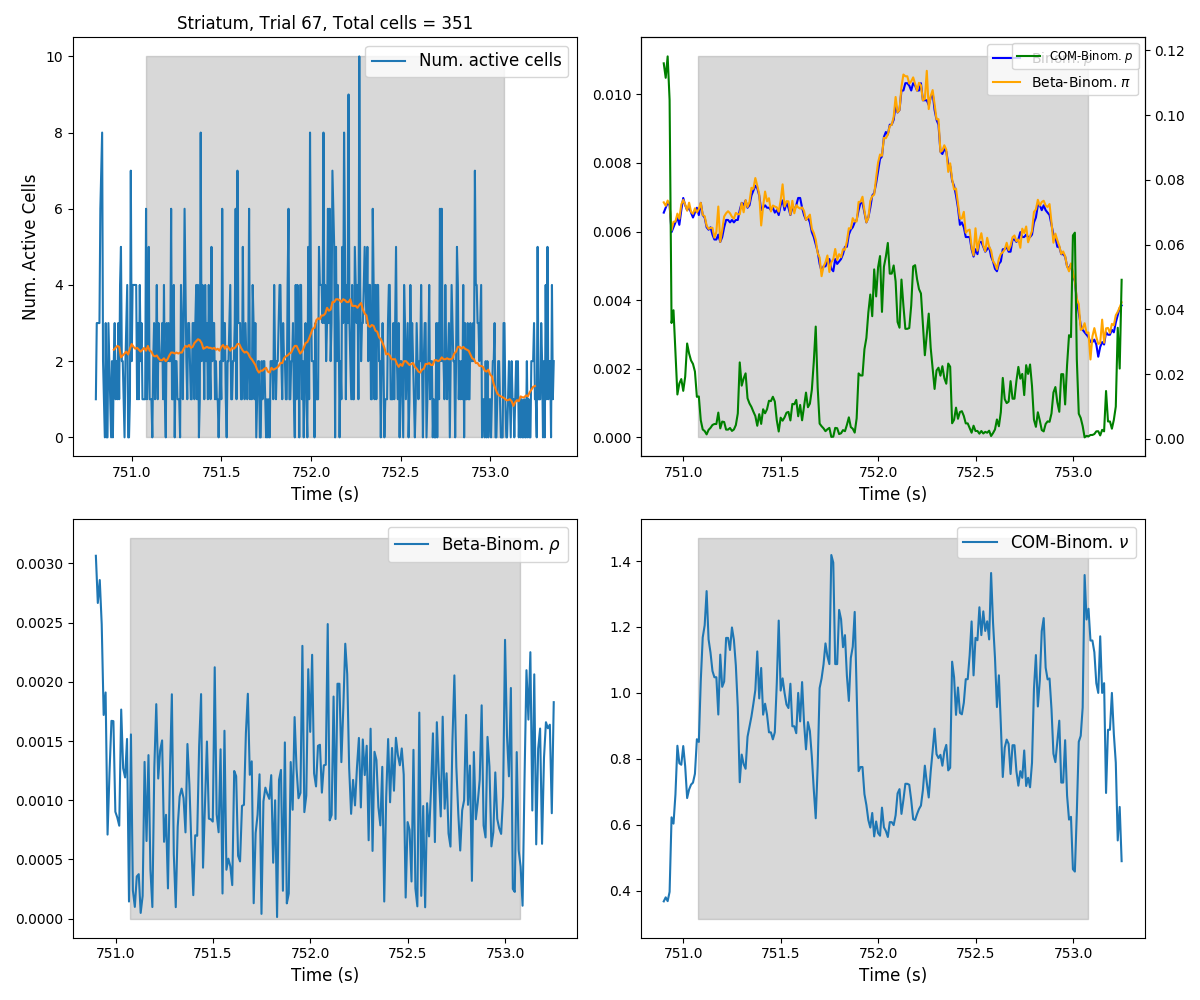 Striatum, Trial 67, Total cells = 351
Num. active cells
Num. Active Cells
10
8
6
4
2
0
751.0 751.5 752.0 752.5 753.0
Time (s)
COM-Binom. p
Binom. p
Beta-Binom. π
0.010
0.008
0.006
0.004
0.002
0.000
0.12
0.10
0.08
0.06
0.04
0.02
0.00
751.0 751.5 752.0 752.5 753.0
Time (s)
Beta-Binom. ρ
0.0030
0.0025
0.0020
0.0015
0.0010
0.0005
0.0000
751.0 751.5 752.0 752.5 753.0
Time (s)
COM-Binom. ν
1.4
1.2
1.0
0.8
0.6
0.4
751.0 751.5 752.0 752.5 753.0
Time (s)